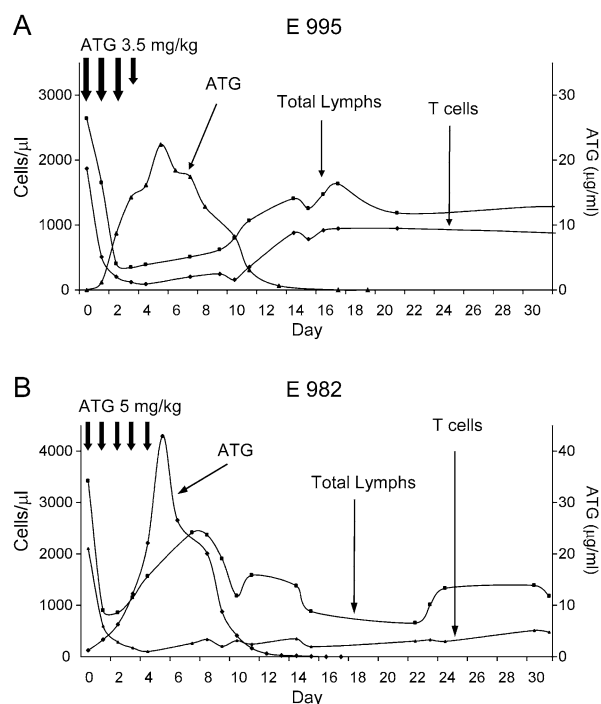 A
E 995
ATG 3.5 mg/kg
ATG
Total Lymphs
T cells
Cells/µl
3000
2000
1000
0
ATG (µg/ml)
30
20
10
0
0 2 4 6 8 10 12 14 16 18 20 22 24 26 28 30
Day
B
E 982
ATG 5 mg/kg
ATG
Total Lymphs
T cells
Cells/µl
4000
3000
2000
1000
0
ATG (µg/ml)
40
30
20
10
0
0 2 4 6 8 10 12 14 16 18 20 22 24 26 28 30
Day